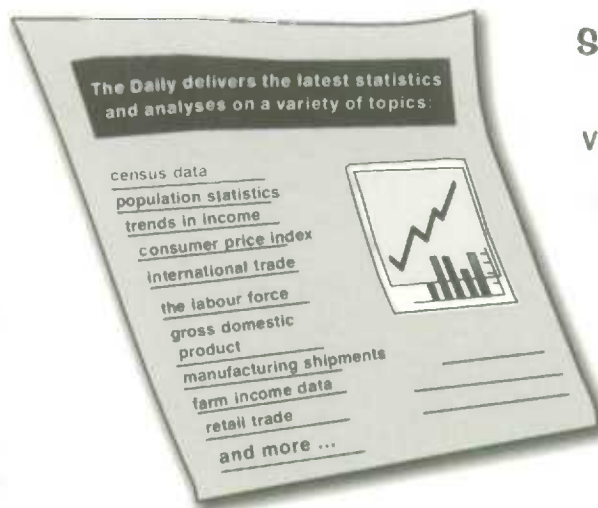 The Daily delivers the latest statistics
and analyses on a variety of topics:
census data
population statistics
trends in income
consumer price index
international trade
the labour force
gross domestic
product
manufacturing shipments
farm income data
retail trade
and more ...